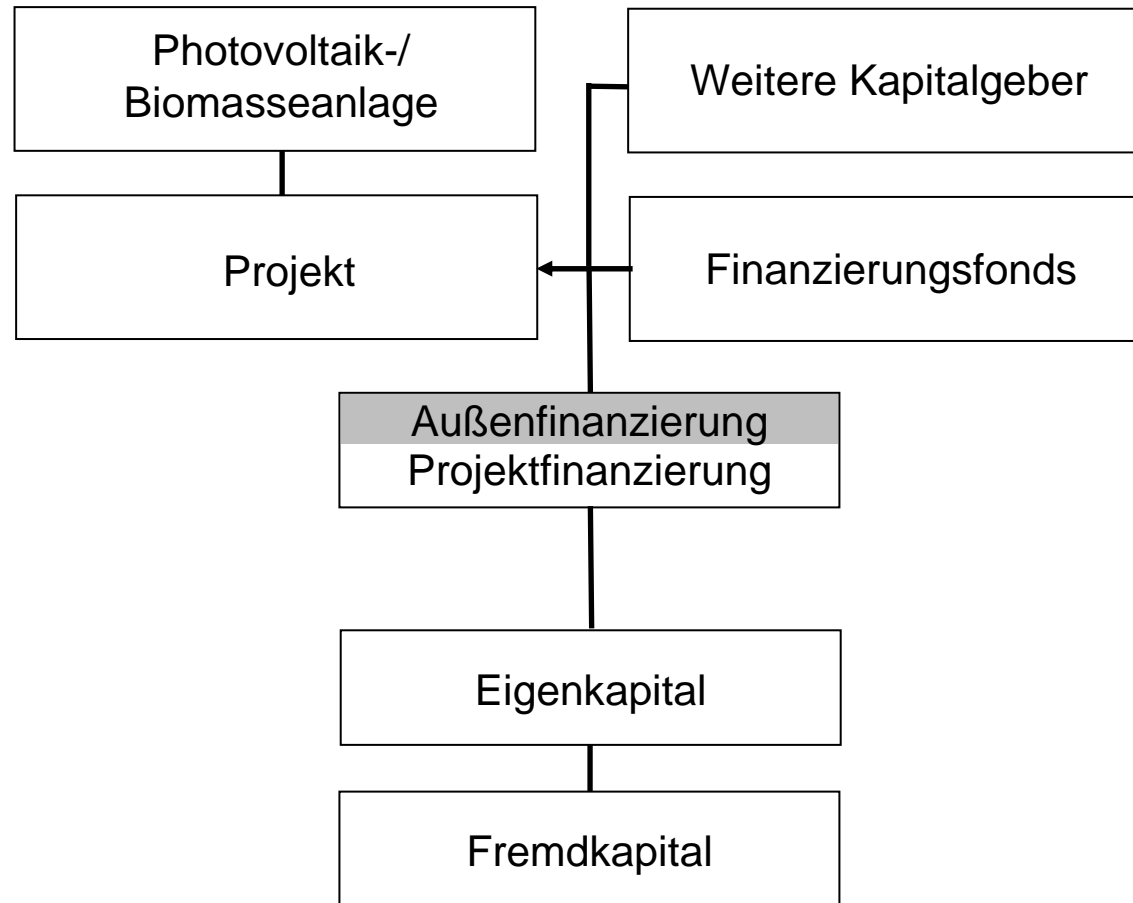 Photovoltaik-/
Biomasseanlage
Weitere Kapitalgeber
Projekt
Finanzierungsfonds
Außenfinanzierung
Projektfinanzierung
Eigenkapital
Fremdkapital